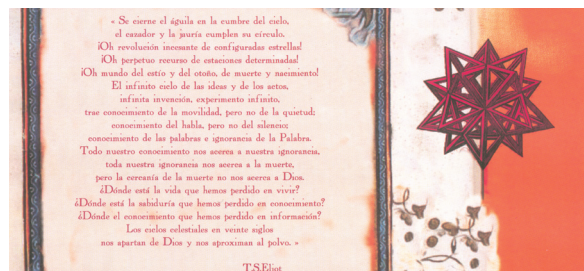 « Se cierne el águila en la cumbre del cielo,
el cazador y la jauría cumplen su círculo.
¡Oh revolución incesante de configuradas estrellas!
¡Oh perpetuo recurso de estaciones determinadas!
¡Oh mundo del estío y del otoño, de muerte y nacimiento!
El infinito ciclo de las ideas y de los actos,
infinita invención, experimento infinito,
trae conocimiento de la movilidad, pero no de la quietud;
conocimiento del habla, pero no del silencio;
conocimiento de las palabras e ignorancia de la Palabra.
Todo nuestro conocimiento nos acerca a nuestra ignorancia,
toda nuestra ignorancia nos acerca a la muerte,
pero la cercanía de la muerte no nos acerca a Dios.
¿Dónde está la vida que hemos perdido en vivir?
¿Dónde está la sabiduría que hemos perdido en conocimiento?
¿Dónde el conocimiento que hemos perdido en información?
Los ciclos celestiales en veinte siglos
nos apartan de Dios y nos aproximan al polvo. »
T.S.Eliot